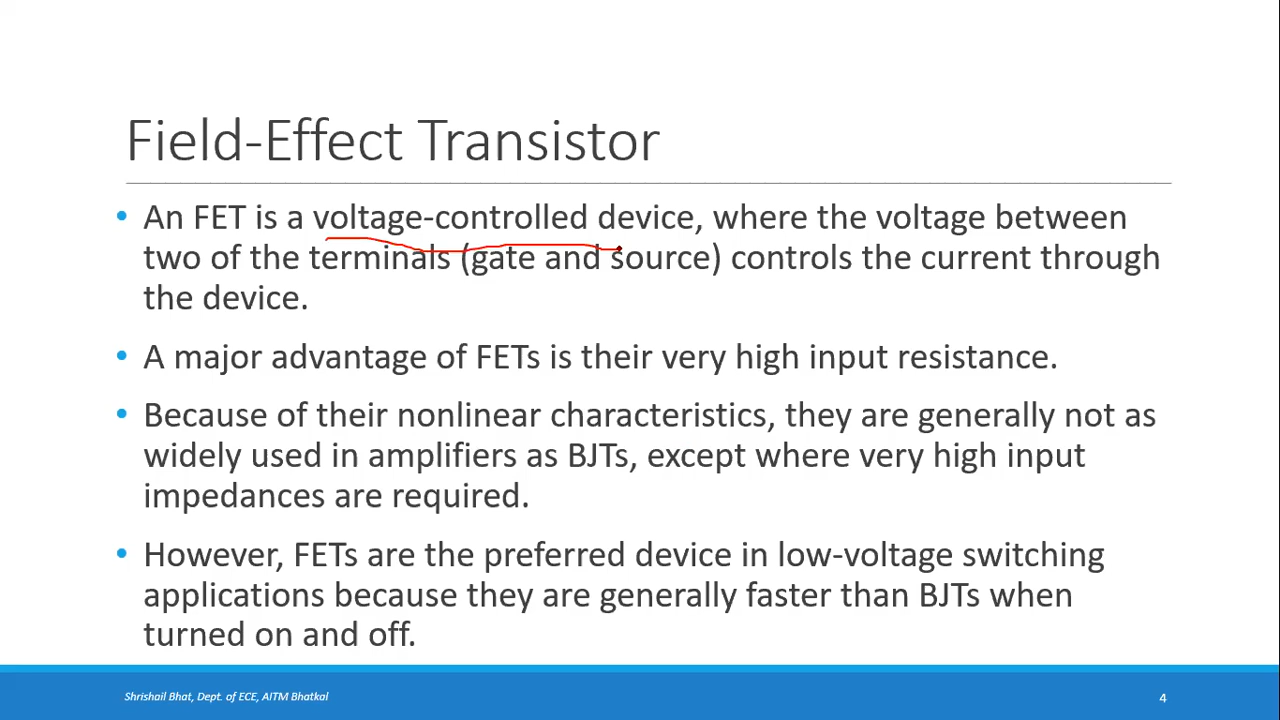 Field-Effect Transistor
• An FET is a voltage-controlled device, where the voltage between
two of the terminals (gate and source) controls the current through
the device.
• A major advantage of FETs is their very high input resistance.
• Because of their nonlinear characteristics, they are generally not as
widely used in amplifiers as BJTs, except where very high input
impedances are required.
• However, FETs are the preferred device in low-voltage switching
applications because they are generally faster than BJTs when
turned on and off.
Shrishail Bhat, Dept. of ECE, AITM Bhatkal
4